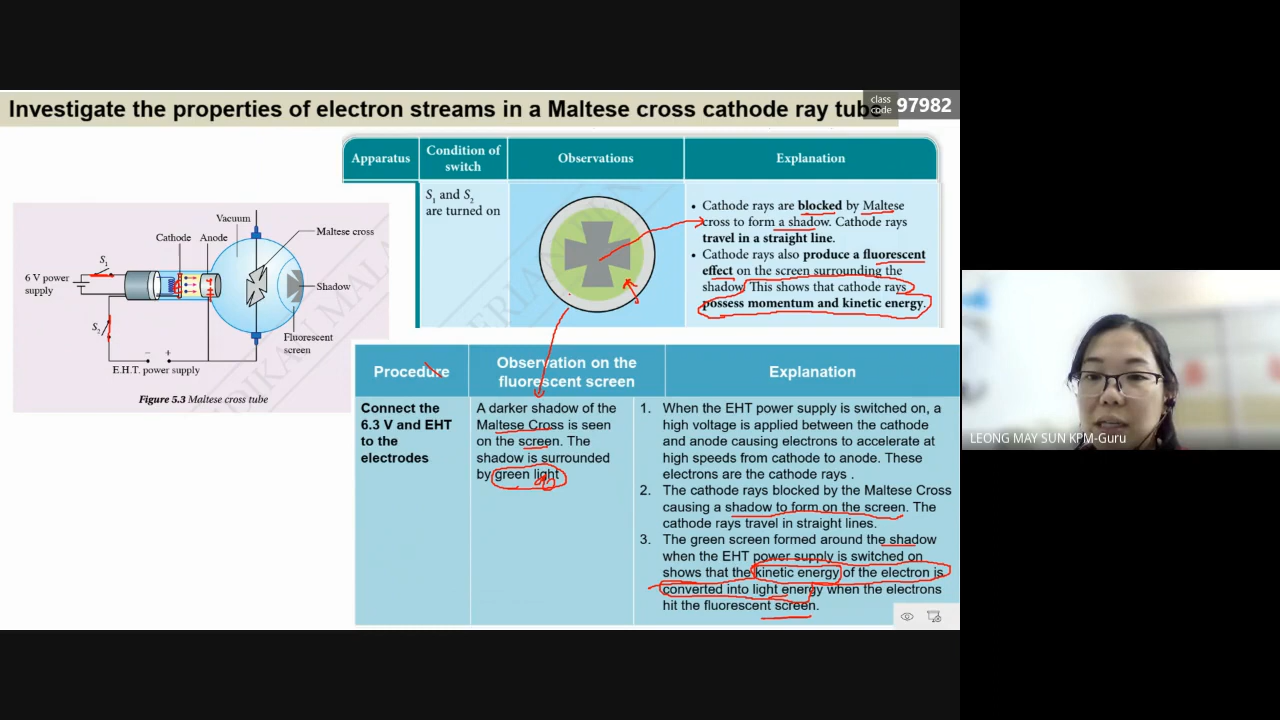 Investigate the properties of electron streams in a Maltese cross cathode ray tube
class
code
97982
Apparatus
Condition of
switch
Observations
Explanation
S1 and S2
are turned on
• Cathode rays are blocked by Maltese
cross to form a shadow. Cathode rays
travel in a straight line.
• Cathode rays also produce a fluorescent
effect on the screen surrounding the
shadow. This shows that cathode rays
possess momentum and kinetic energy.
Vacuum
Cathode
Anode
Maltese cross
S1
6 V power
supply
Shadow
S2
Fluorescent
screen
− +
E.H.T. power supply
Figure 5.3 Maltese cross tube
Procedure
Observation on the
fluorescent screen
Explanation
Connect the
6.3 V and EHT
to the
electrodes
A darker shadow of the
Maltese Cross is seen
on the screen. The
shadow is surrounded
by green light
1. When the EHT power supply is switched on, a
high voltage is applied between the cathode
and anode causing electrons to accelerate at
high speeds from cathode to anode. These
electrons are the cathode rays .
2. The cathode rays blocked by the Maltese Cross
causing a shadow to form on the screen. The
cathode rays travel in straight lines.
3. The green screen formed around the shadow
when the EHT power supply is switched on
shows that the kinetic energy of the electron is
converted into light energy when the electrons
hit the fluorescent screen.
LEONG MAY SUN KPM-Guru